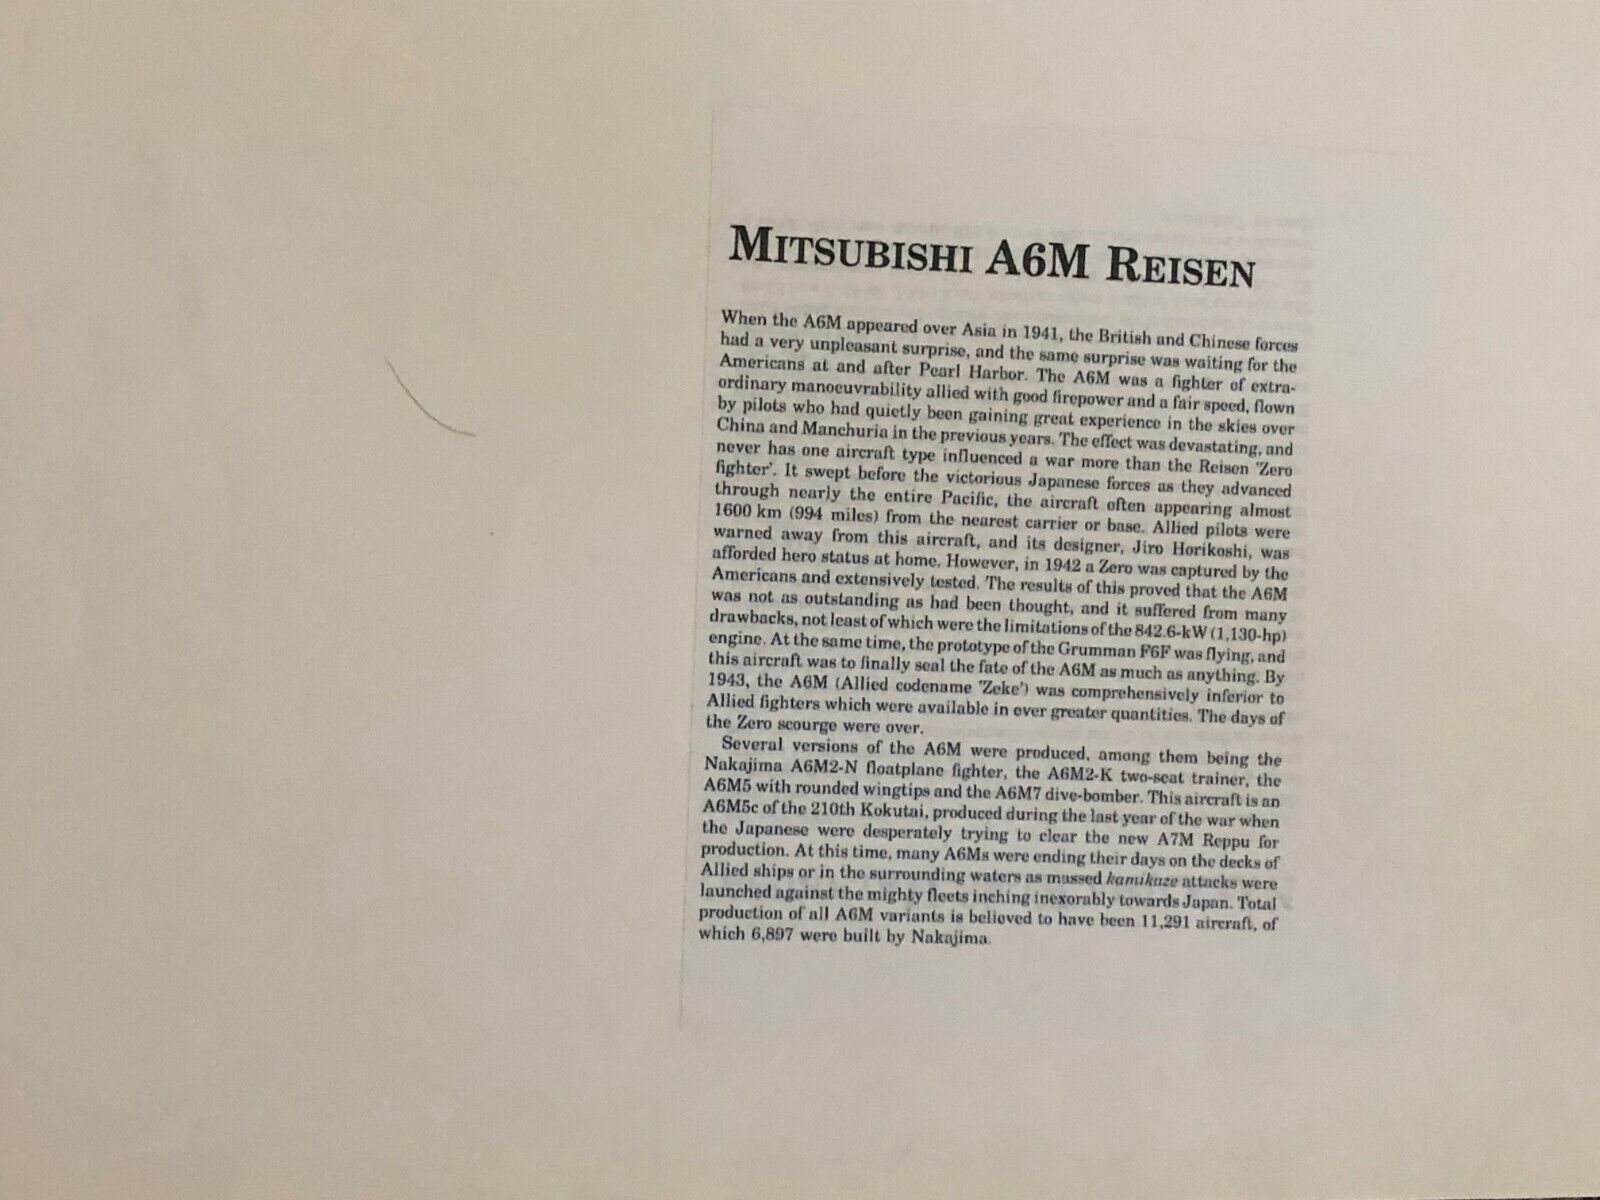 MITSUBISHI A6M REISEN
When the A6M appeared over Asia in 1941, the British and Chinese forces
had a very unpleasant surprise, and the same surprise was waiting for the
Americans at and after Pearl Harbor. The A6M was a fighter of extra-
ordinary manoeuvrability allied with good firepower and a fair speed, flown
by pilots who had quietly been gaining great experience in the skies over
China and Manchuria in the previous years. The effect was devastating, and
never has one aircraft type influenced a war more than the Reisen 'Zero
fighter'. It swept before the victorious Japanese forces as they advanced
through nearly the entire Pacific, the aircraft often appearing almost
1600 km (994 miles) from the nearest carrier or base. Allied pilots were
warned away from this aircraft, and its designer, Jiro Horikoshi, was
afforded hero status at home. However, in 1942 a Zero was captured by the
Americans and extensively tested. The results of this proved that the A6M
was not as outstanding as had been thought, and it suffered from many
drawbacks, not least of which were the limitations of the 842.6-kW (1,130-hp)
engine. At the same time, the prototype of the Grumman F6F was flying, and
this aircraft was to finally seal the fate of the A6M as much as anything. By
1943, the A6M (Allied codename 'Zeke') was comprehensively inferior to
Allied fighters which were available in ever greater quantities. The days of
the Zero scourge were over.
Several versions of the A6M were produced, among them being the
Nakajima A6M2-N floatplane fighter, the A6M2-K two-seat trainer, the
A6M5 with rounded wingtips and the A6M7 dive-bomber. This aircraft is an
A6M5c of the 210th Kokutai, produced during the last year of the war when
the Japanese were desperately trying to clear the new A7M Reppu for
production. At this time, many A6Ms were ending their days on the decks of
Allied ships or in the surrounding waters as massed kamikaze attacks were
launched against the mighty fleets inching inexorably towards Japan. Total
production of all A6M variants is believed to have been 11,291 aircraft, of
which 6,897 were built by Nakajima.